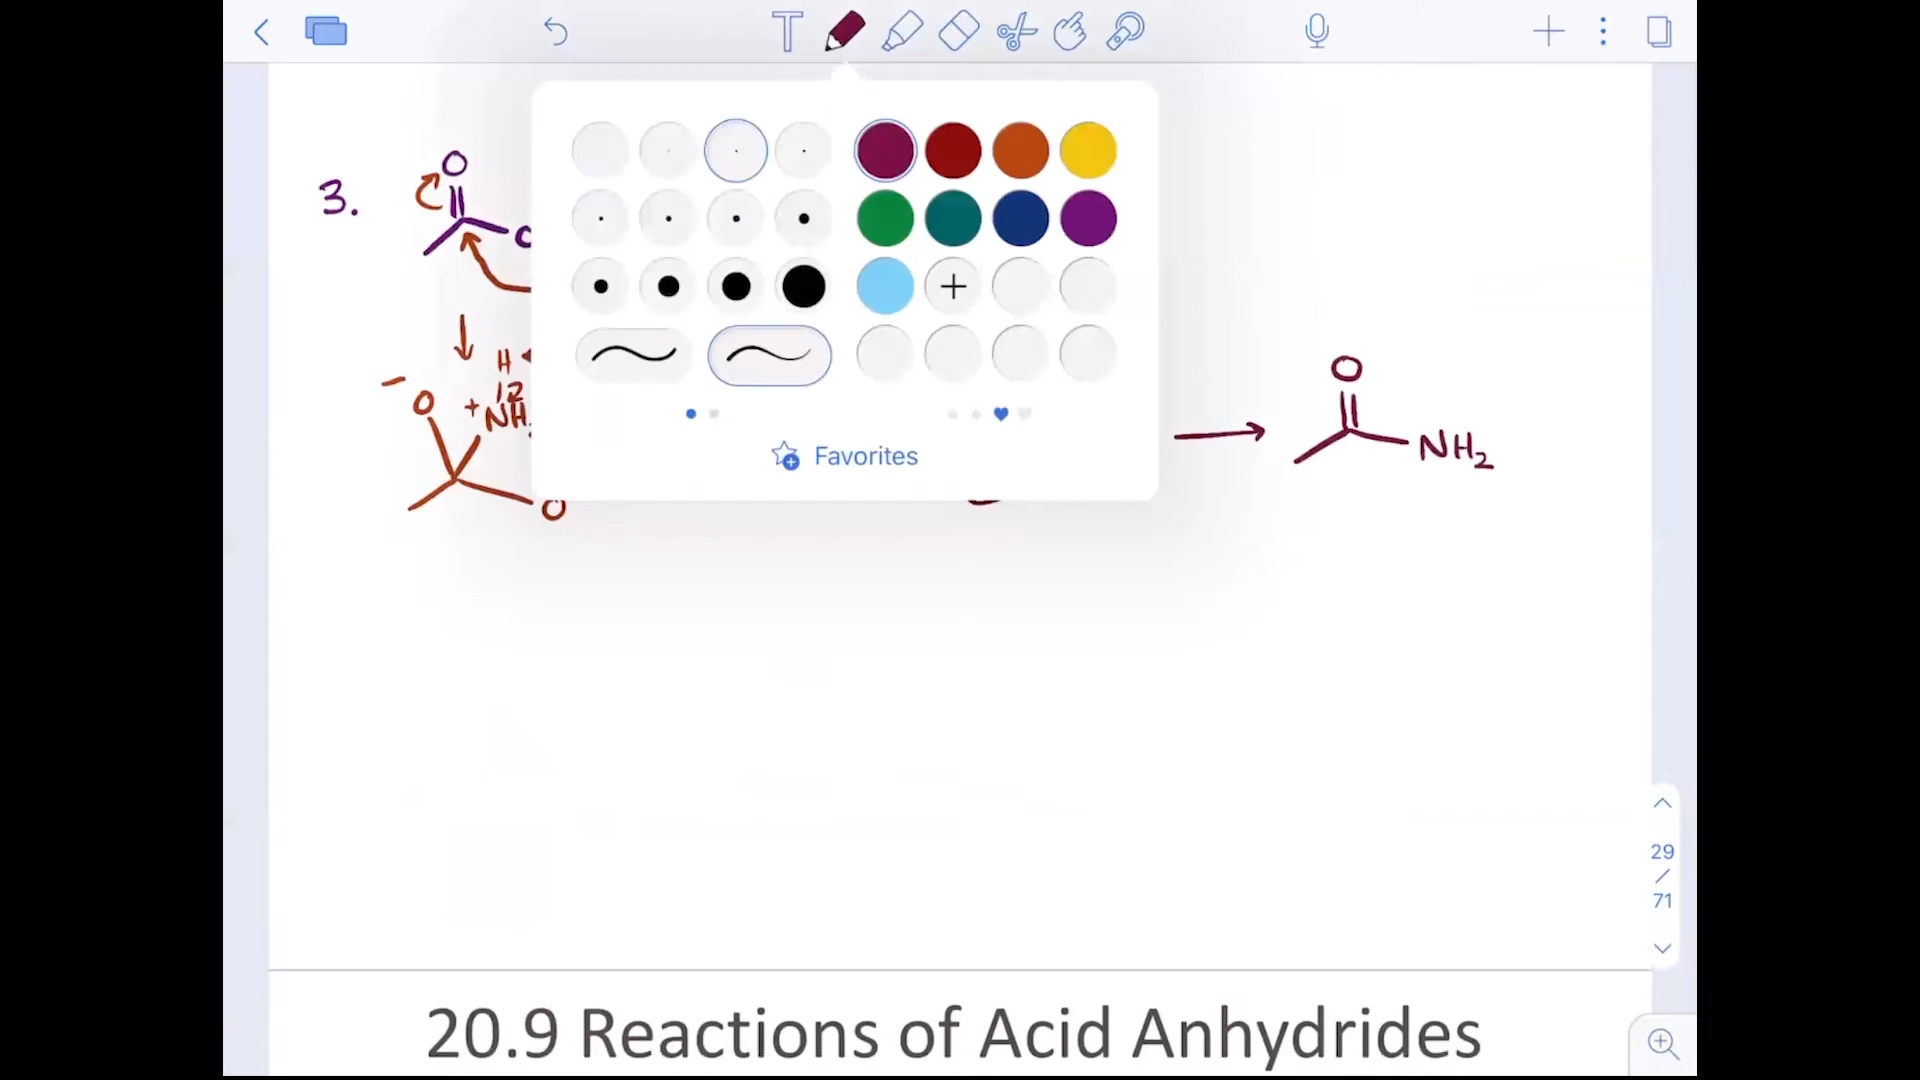 3.
O
H
12
- O + NH
O
O
NH2
Favorites
29
/
71
20.9 Reactions of Acid Anhydrides